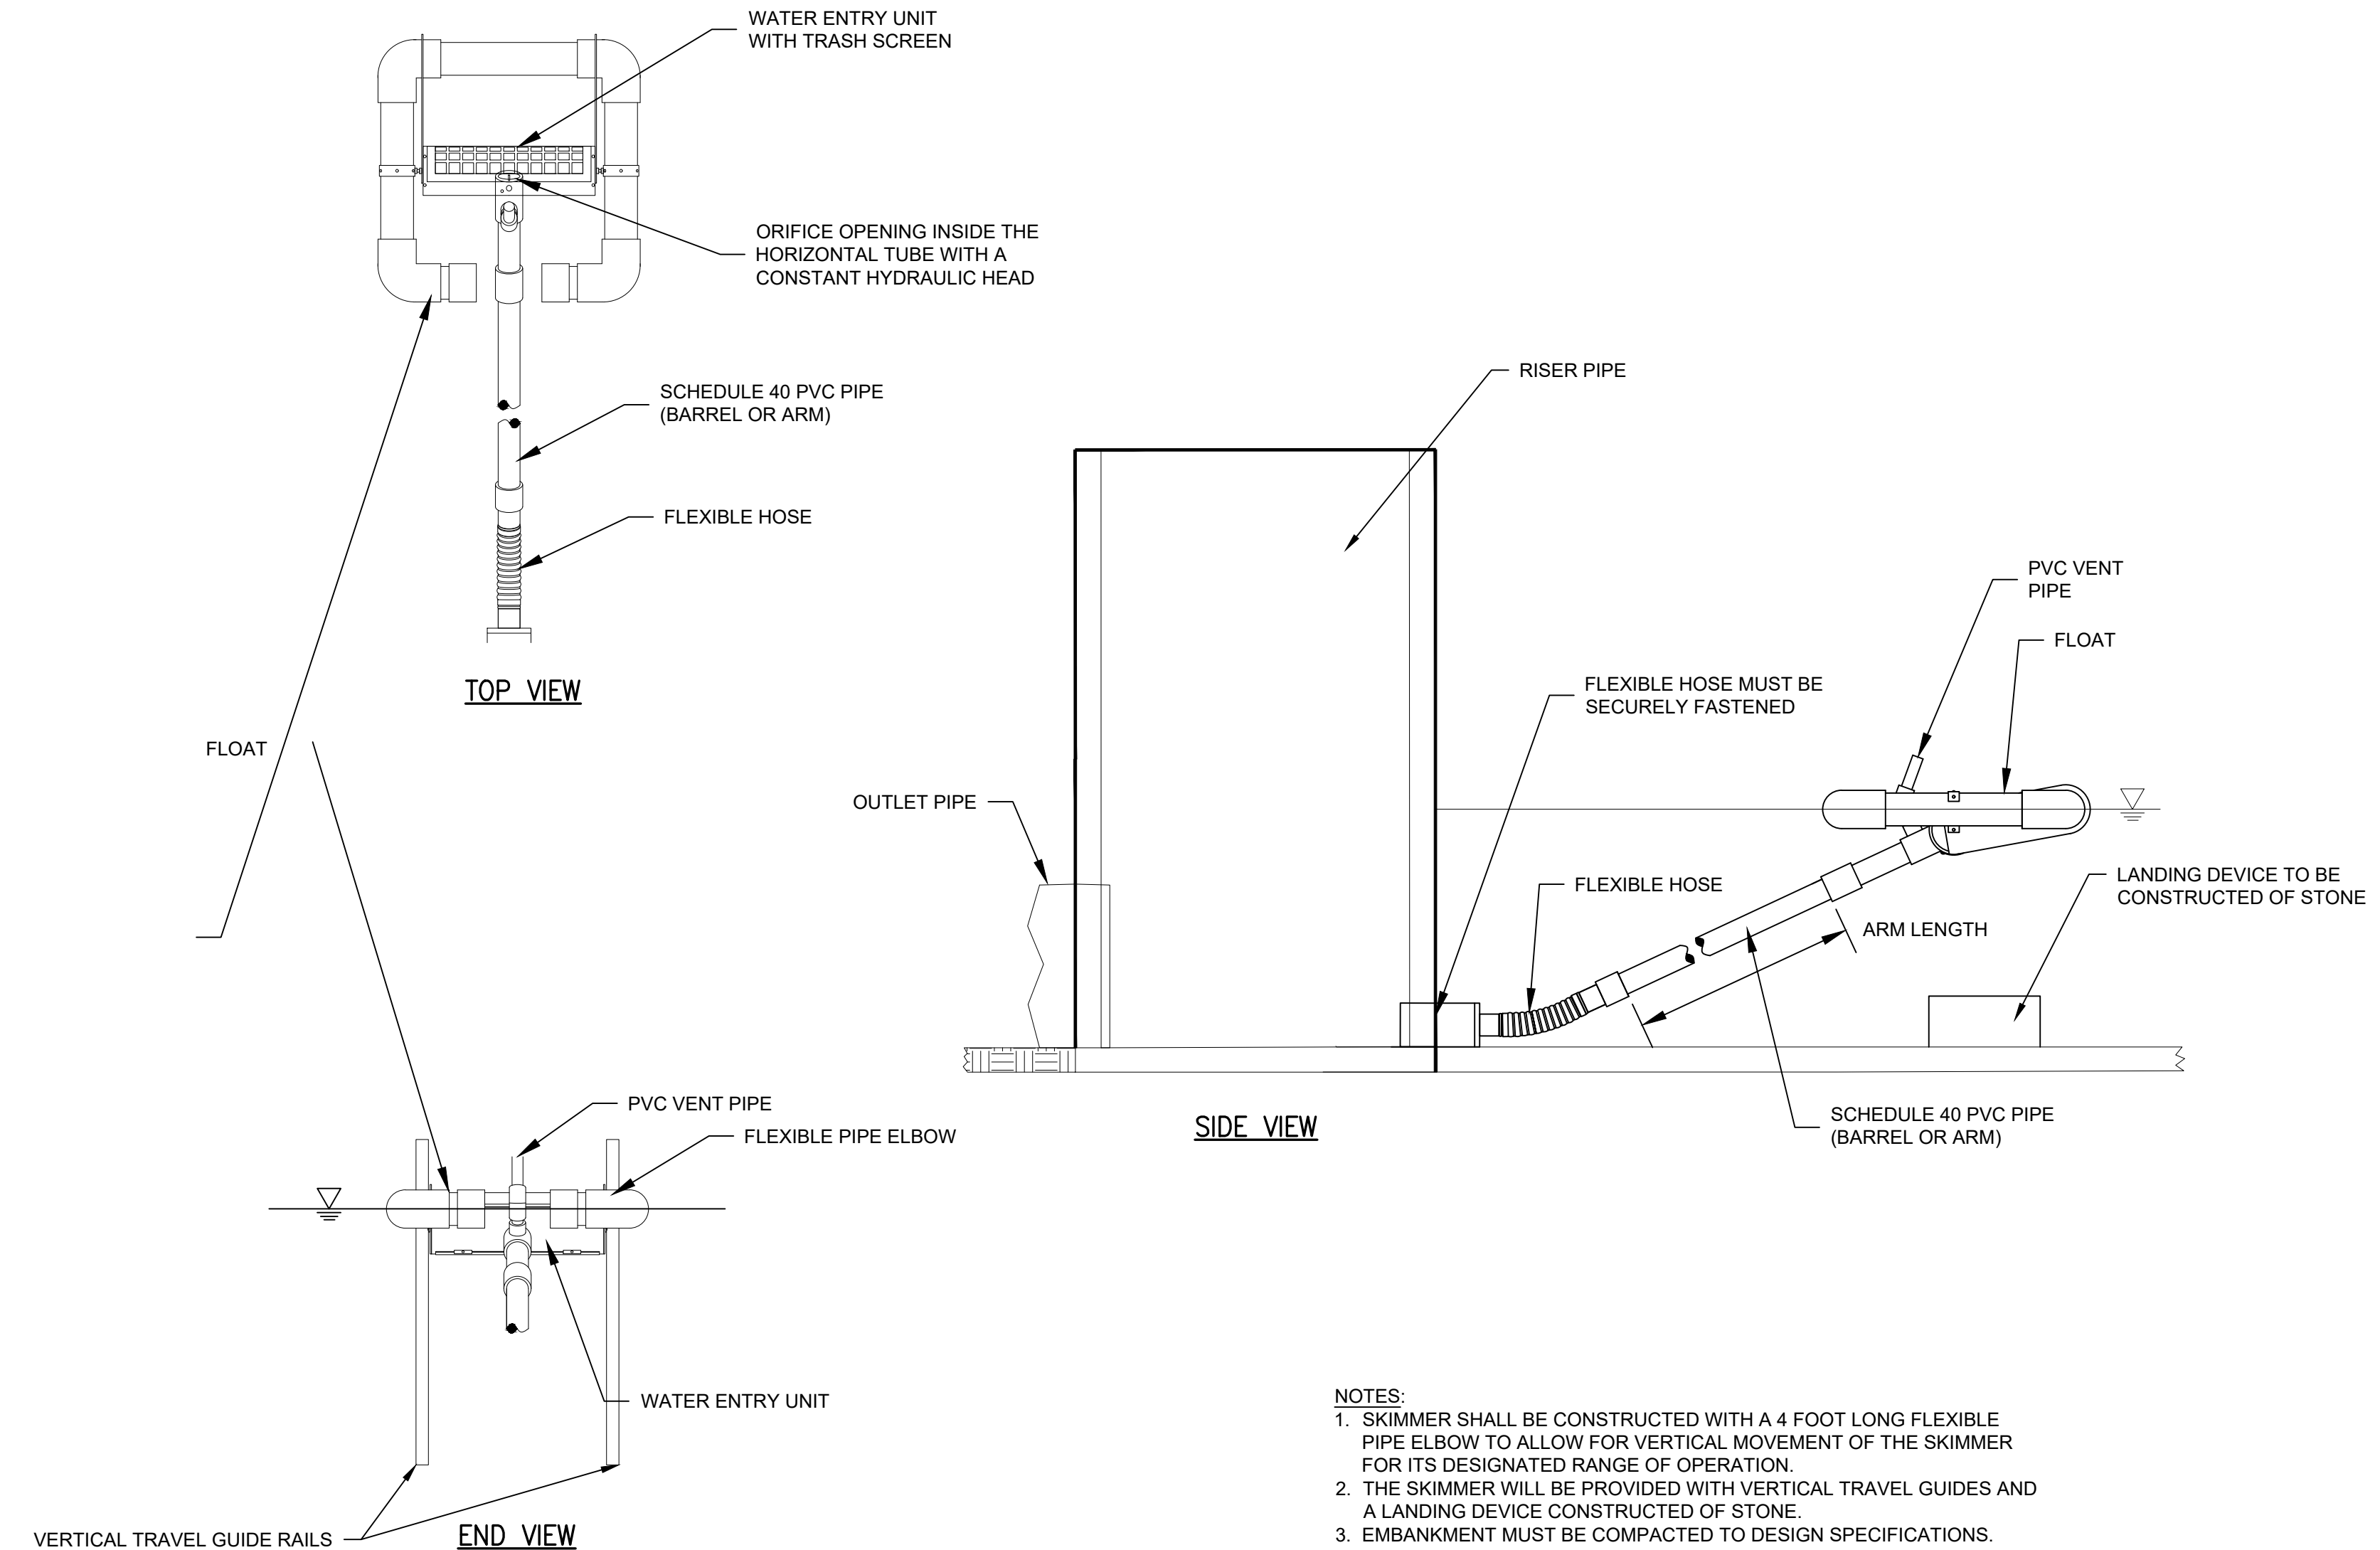 WATER ENTRY UNIT
WITH TRASH SCREEN
ORIFICE OPENING INSIDE THE
HORIZONTAL TUBE WITH A
CONSTANT HYDRAULIC HEAD
SCHEDULE 40 PVC PIPE
(BARREL OR ARM)
FLEXIBLE HOSE
TOP VIEW
FLOAT
RISER PIPE
PVC VENT
PIPE
FLOAT
FLEXIBLE HOSE MUST BE
SECURELY FASTENED
OUTLET PIPE
FLEXIBLE HOSE
LANDING DEVICE TO BE
CONSTRUCTED OF STONE
ARM LENGTH
SCHEDULE 40 PVC PIPE
(BARREL OR ARM)
SIDE VIEW
PVC VENT PIPE
FLEXIBLE PIPE ELBOW
WATER ENTRY UNIT
VERTICAL TRAVEL GUIDE RAILS
END VIEW
NOTES:
1. SKIMMER SHALL BE CONSTRUCTED WITH A 4 FOOT LONG FLEXIBLE
PIPE ELBOW TO ALLOW FOR VERTICAL MOVEMENT OF THE SKIMMER
FOR ITS DESIGNATED RANGE OF OPERATION.
2. THE SKIMMER WILL BE PROVIDED WITH VERTICAL TRAVEL GUIDES AND
A LANDING DEVICE CONSTRUCTED OF STONE.
3. EMBANKMENT MUST BE COMPACTED TO DESIGN SPECIFICATIONS.